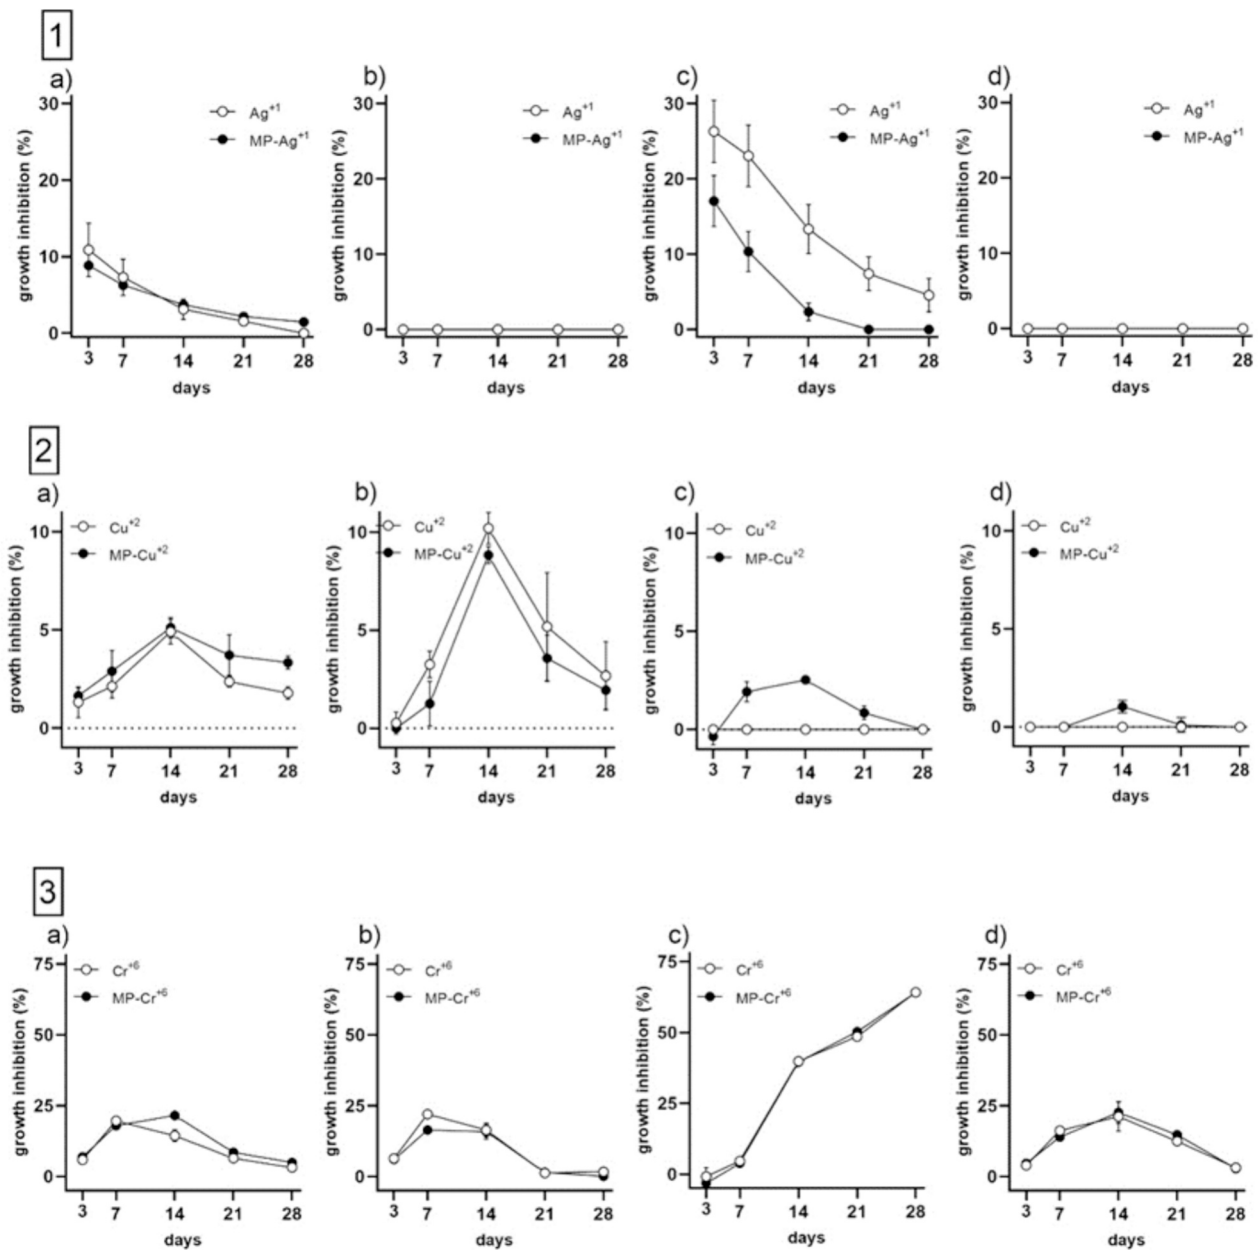 1
a)
growth inhibition (%)
30
20
10
0
Ag+1
MP-Ag+1
3 7 14 21 28
days
b)
growth inhibition (%)
30
20
10
0
Ag+1
MP-Ag+1
3 7 14 21 28
days
c)
growth inhibition (%)
30
20
10
0
Ag+1
MP-Ag+1
3 7 14 21 28
days
d)
growth inhibition (%)
30
20
10
0
Ag+1
MP-Ag+1
3 7 14 21 28
days
2
a)
growth inhibition (%)
10
5
0
Cu+2
MP-Cu+2
3 7 14 21 28
days
b)
growth inhibition (%)
10
5
0
Cu+2
MP-Cu+2
3 7 14 21 28
days
c)
growth inhibition (%)
10
5
0
Cu+2
MP-Cu+2
3 7 14 21 28
days
d)
growth inhibition (%)
10
5
0
Cu+2
MP-Cu+2
3 7 14 21 28
days
3
a)
growth inhibition (%)
75
50
25
0
Cr+6
MP-Cr+6
3 7 14 21 28
days
b)
growth inhibition (%)
75
50
25
0
Cr+6
MP-Cr+6
3 7 14 21 28
days
c)
growth inhibition (%)
75
50
25
0
Cr+6
MP-Cr+6
3 7 14 21 28
days
d)
growth inhibition (%)
75
50
25
0
Cr+6
MP-Cr+6
3 7 14 21 28
days